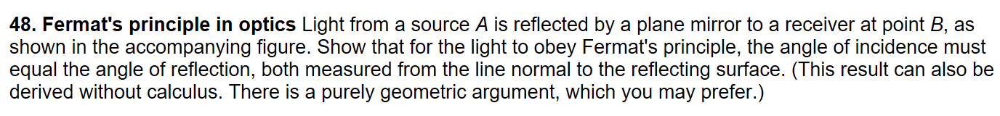 48. Fermat's principle in optics Light from a source A is reflected by a plane mirror to a receiver at point B, as
shown in the accompanying figure. Show that for the light to obey Fermat's principle, the angle of incidence must
equal the angle of reflection, both measured from the line normal to the reflecting surface. (This result can also be
derived without calculus. There is a purely geometric argument, which you may prefer.)